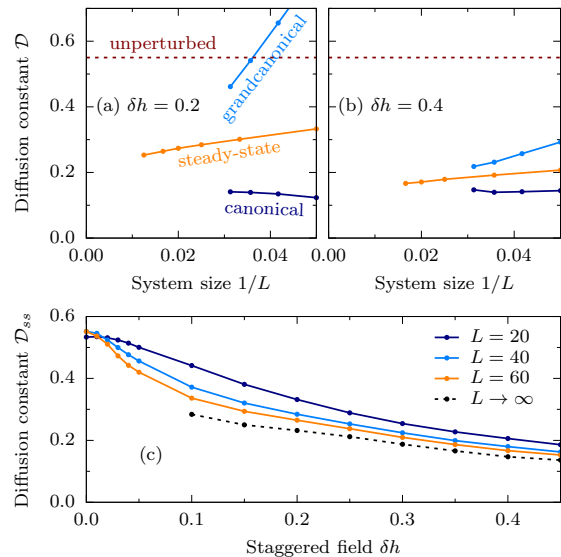 Diffusion constant 𝒟
0.6
0.4
0.2
0.0
unperturbed
(a) δh = 0.2
grandcanonical
steady-state
canonical
(b) δh = 0.4
0.00 0.02 0.04 0.00 0.02 0.04
System size 1/L System size 1/L
Diffusion constant 𝒟ss
0.6
0.4
0.2
0.0
L = 20
L = 40
L = 60
L → ∞
(c)
0.0 0.1 0.2 0.3 0.4
Staggered field δh